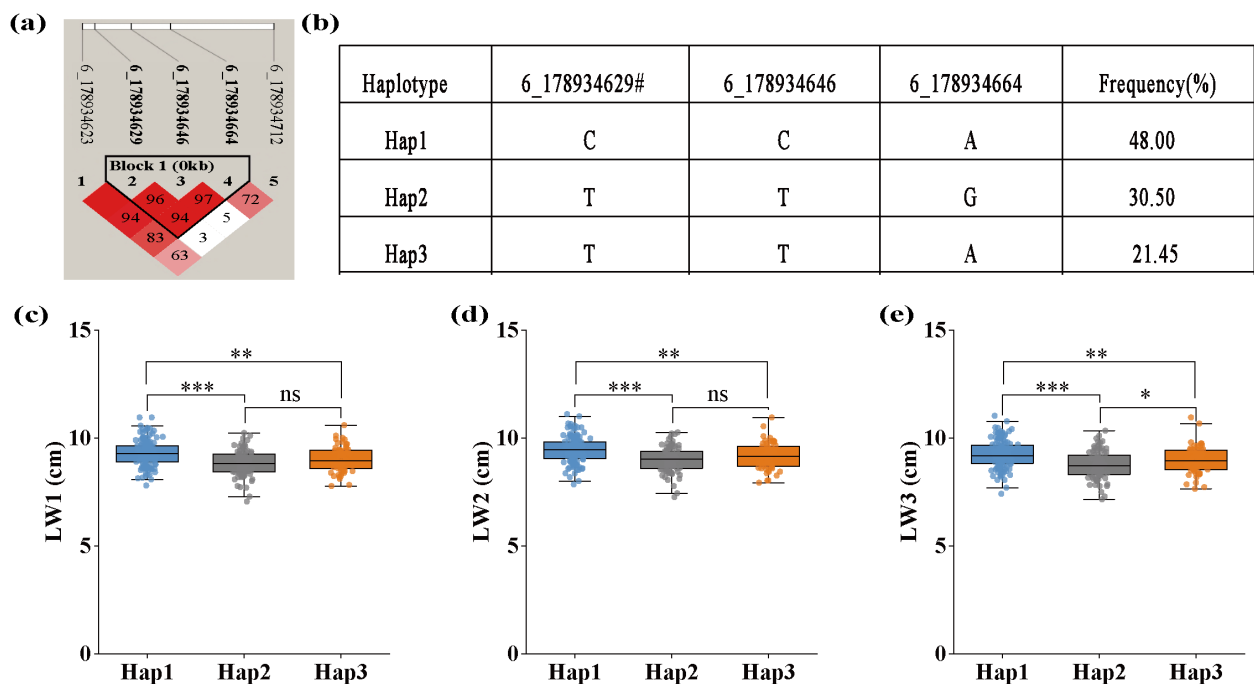 (a)
6_178934623
6_178934629
6_178934646
6_178934664
6_178934712
Block 1 (0kb)
1 2 3 4 5
96 97 72
94 94 5
83 3
63
(b)
Haplotype 6_178934629# 6_178934646 6_178934664 Frequency(%)
Hap1 C C A 48.00
Hap2 T T G 30.50
Hap3 T T A 21.45
(c)
LW1 (cm)
15
10
5
0
**
***
ns
Hap1 Hap2 Hap3
(d)
LW2 (cm)
15
10
5
0
**
***
ns
Hap1 Hap2 Hap3
(e)
LW3 (cm)
15
10
5
0
**
***
*
Hap1 Hap2 Hap3